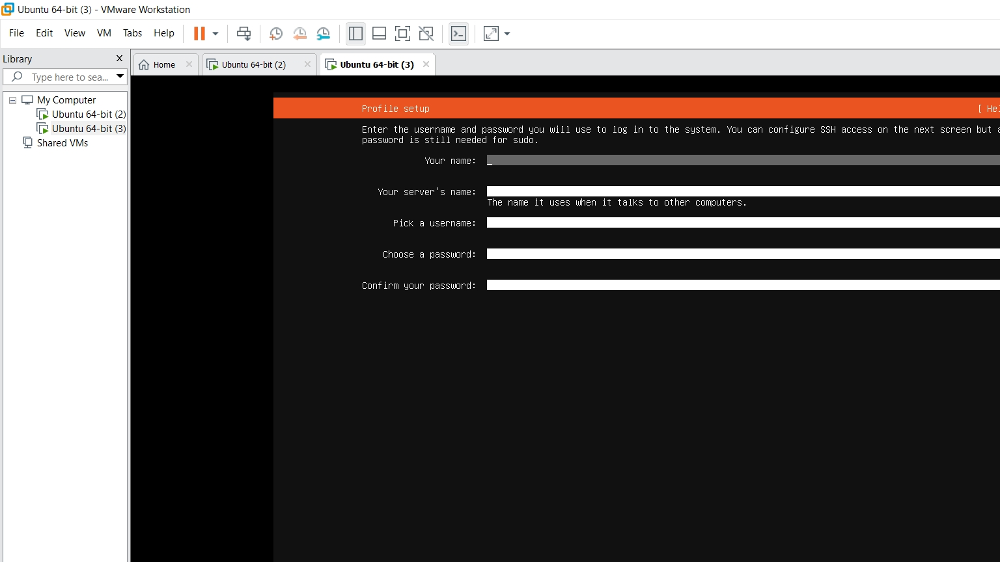 Ubuntu 64-bit (3) - VMware Workstation
File Edit View VM Tabs Help
Library
Type here to sea...
My Computer
Ubuntu 64-bit (2)
Ubuntu 64-bit (3)
Shared VMs
Home
Ubuntu 64-bit (2)
Ubuntu 64-bit (3)
Profile setup [ Hel
Enter the username and password you will use to log in to the system. You can configure SSH access on the next screen but a
password is still needed for sudo.
Your name:
Your server's name:
The name it uses when it talks to other computers.
Pick a username:
Choose a password:
Confirm your password: